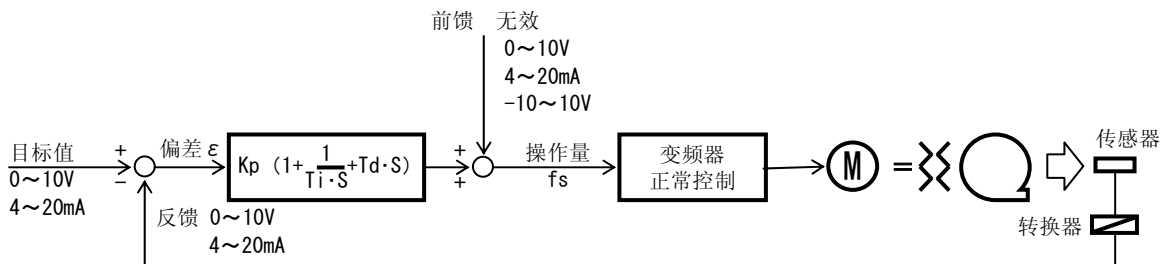 前馈 无效
0～10V
4～20mA
-10～10V
目标值
0～10V
4～20mA
+
-
偏差 ε
Kp (1+1/Ti·S+Td·S)
+
+
操作量
fs
变频器
正常控制
M
=
传感器
转换器
反馈 0～10V
4～20mA